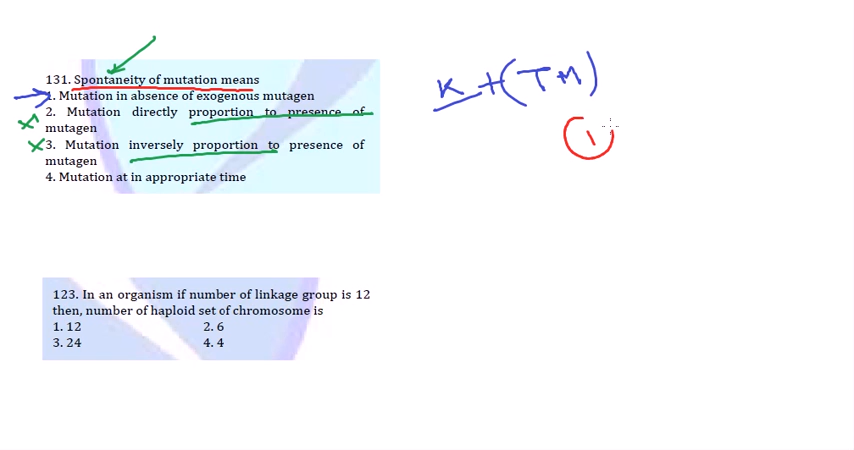 131. Spontaneity of mutation means
1. Mutation in absence of exogenous mutagen
2. Mutation directly proportion to presence of
mutagen
3. Mutation inversely proportion to presence of
mutagen
4. Mutation at in appropriate time
K + (TM)
1
123. In an organism if number of linkage group is 12
then, number of haploid set of chromosome is
1. 12 2. 6
3. 24 4. 4